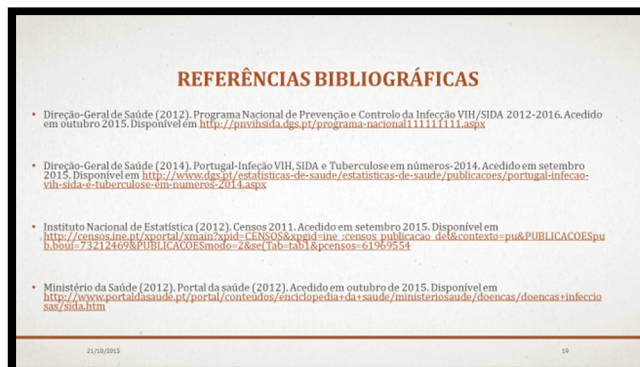 REFERÊNCIAS BIBLIOGRÁFICAS
• Direção-Geral de Saúde (2012). Programa Nacional de Prevenção e Controlo da Infecção VIH/SIDA 2012-2016. Acedido
em outubro 2015. Disponível em http://pnvihsida.dgs.pt/programa-nacional111111111.aspx
• Direção-Geral de Saúde (2014). Portugal-Infeção VIH, SIDA e Tuberculose em números-2014. Acedido em setembro
2015. Disponível em http://www.dgs.pt/estatisticas-de-saude/estatisticas-de-saude/publicacoes/portugal-infecao-
vih-sida-e-tuberculose-em-numeros-2014.aspx
• Instituto Nacional de Estatística (2012). Censos 2011. Acedido em setembro 2015. Disponível em
http://censos.ine.pt/xportal/xmain?xpid=CENSOS&xpgid=ine_censos_publicacao_det&contexto=pu&PUBLICACOESpu
b.boui=73212469&PUBLICACOESmodo=2&selTab=tab1&pcensos=61969554
• Ministério da Saúde (2012). Portal da saúde (2012). Acedido em outubro de 2015. Disponível em
http://www.portaldasaude.pt/portal/conteudos/enciclopedia+da+saude/ministeriosaude/doencas/doencas+infeccio
sas/sida.htm
21/10/2015 19